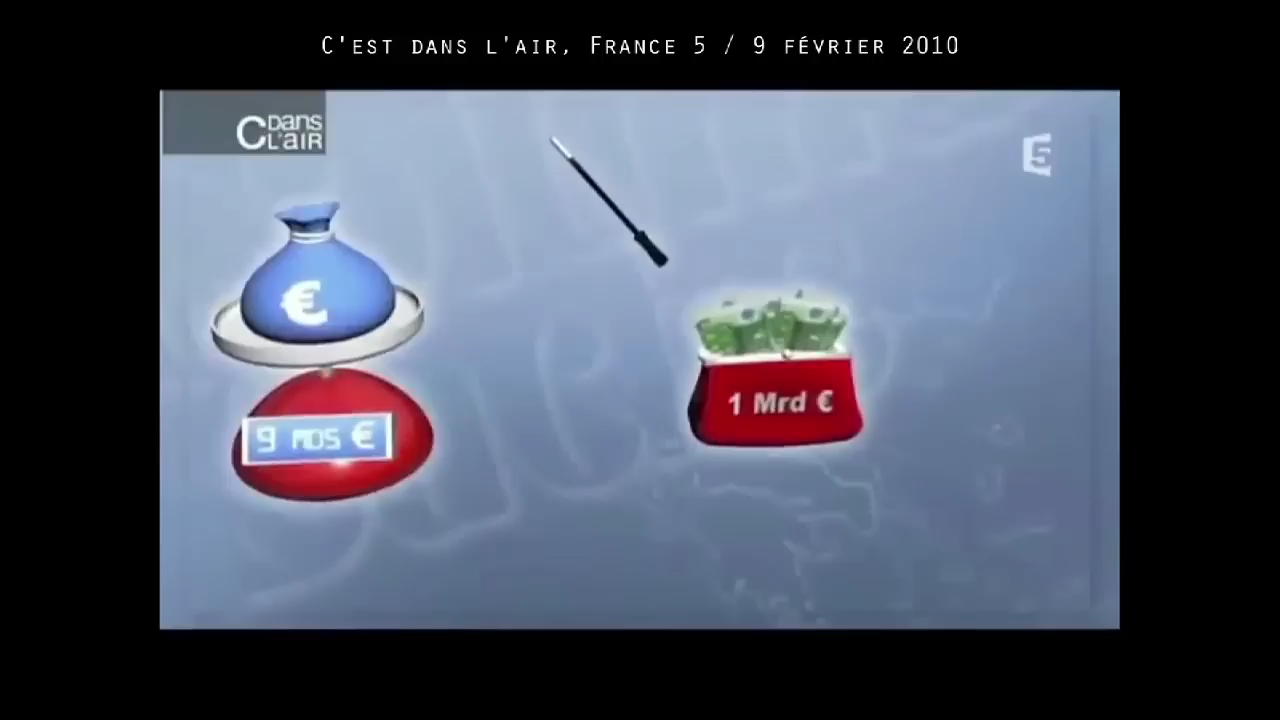 C'EST DANS L'AIR, FRANCE 5 / 9 FÉVRIER 2010
C DANS L'AIR
5
€
1 Mrd €
9 MDS €